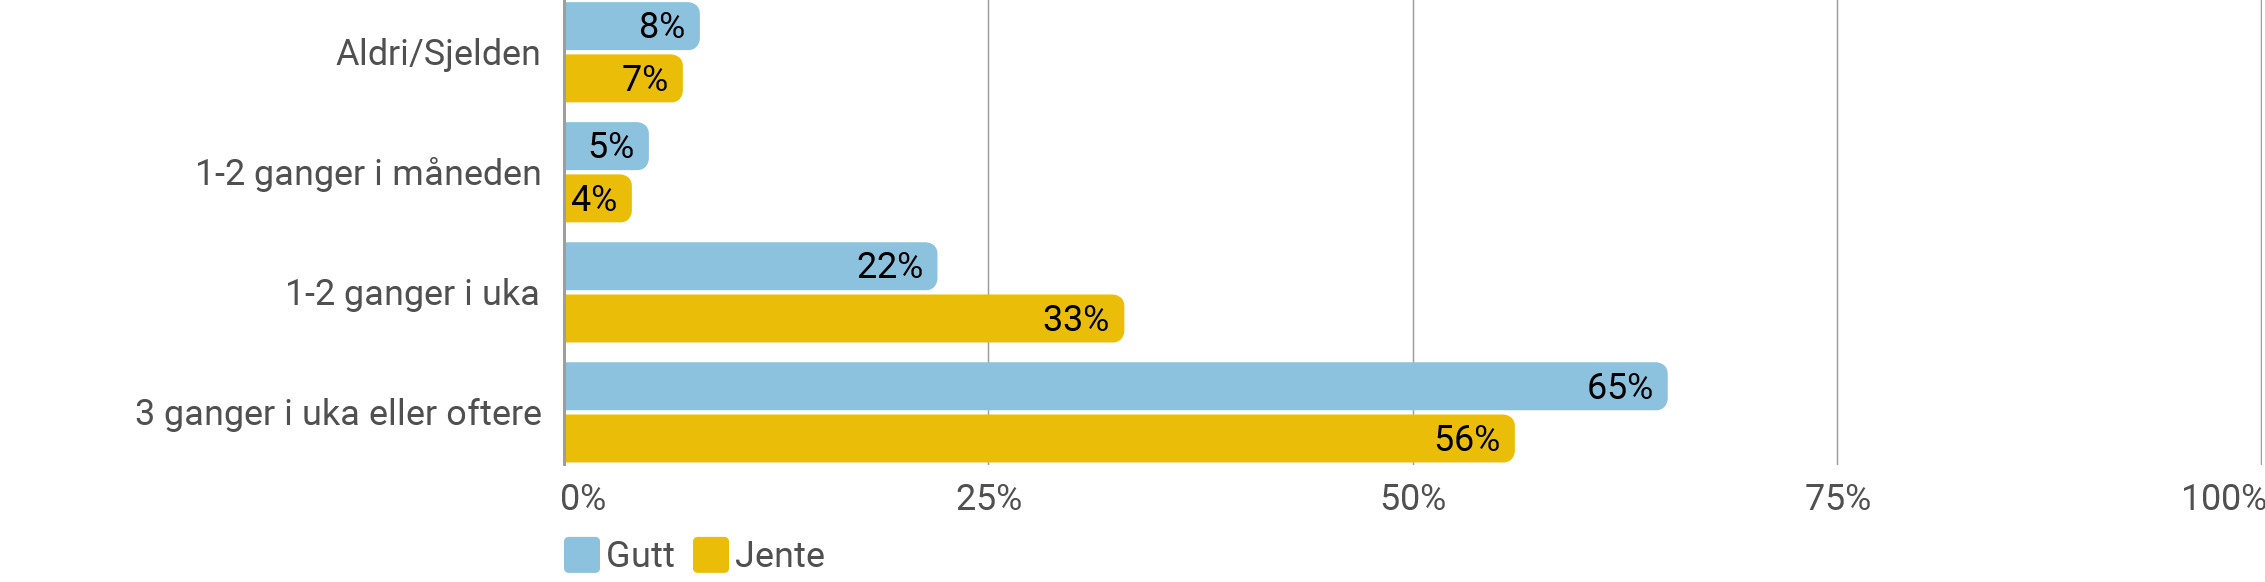 8%
Aldri/Sjelden
7%
5%
1-2 ganger i måneden
4%
22%
1-2 ganger i uka
33%
65%
3 ganger i uka eller oftere
56%
0% 25% 50% 75% 100%
Gutt Jente